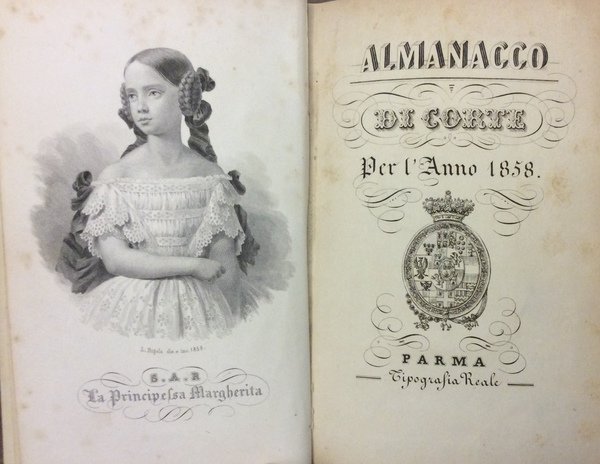 S.A.R
La Principeſsa Margherita
ALMANACCO
DI CORTE
Per l'Anno 1858.
PARMA
Tipografia Reale